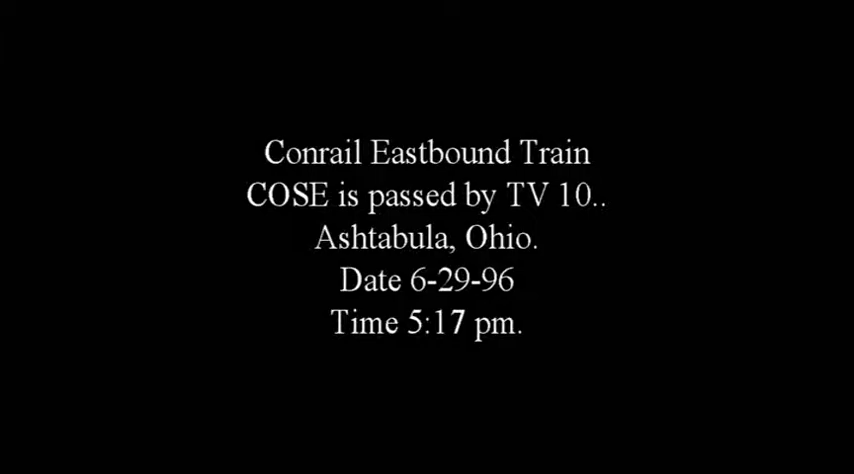 Conrail Eastbound Train
COSE is passed by TV 10..
Ashtabula, Ohio.
Date 6-29-96
Time 5:17 pm.